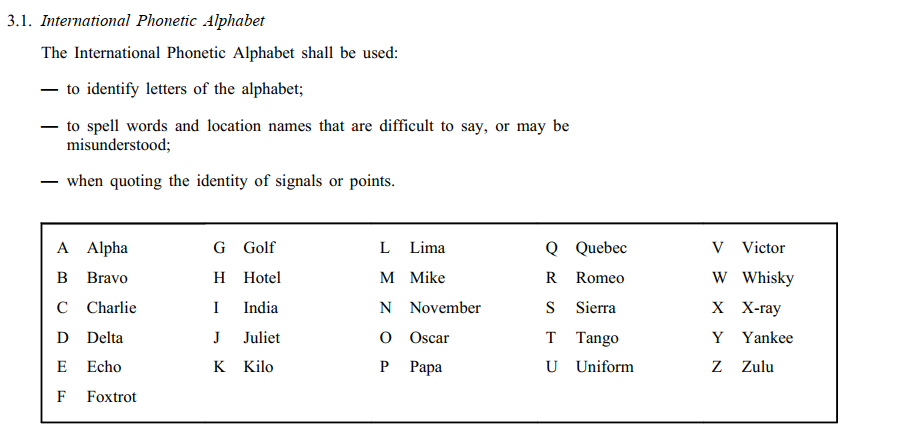 3.1. International Phonetic Alphabet
The International Phonetic Alphabet shall be used:
— to identify letters of the alphabet;
— to spell words and location names that are difficult to say, or may be
misunderstood;
— when quoting the identity of signals or points.
A Alpha G Golf L Lima Q Quebec V Victor
B Bravo H Hotel M Mike R Romeo W Whisky
C Charlie I India N November S Sierra X X-ray
D Delta J Juliet O Oscar T Tango Y Yankee
E Echo K Kilo P Papa U Uniform Z Zulu
F Foxtrot